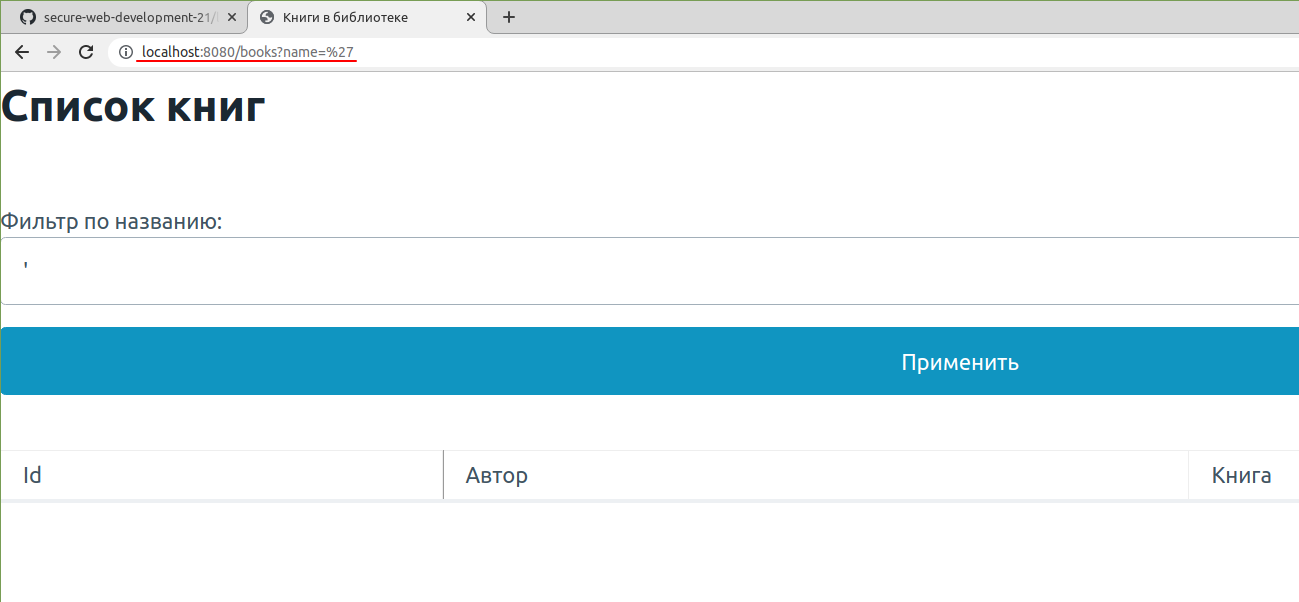 secure-web-development-21/
Книги в библиотеке
localhost:8080/books?name=%27
Список книг
Фильтр по названию:
'
Применить
Id Автор Книга